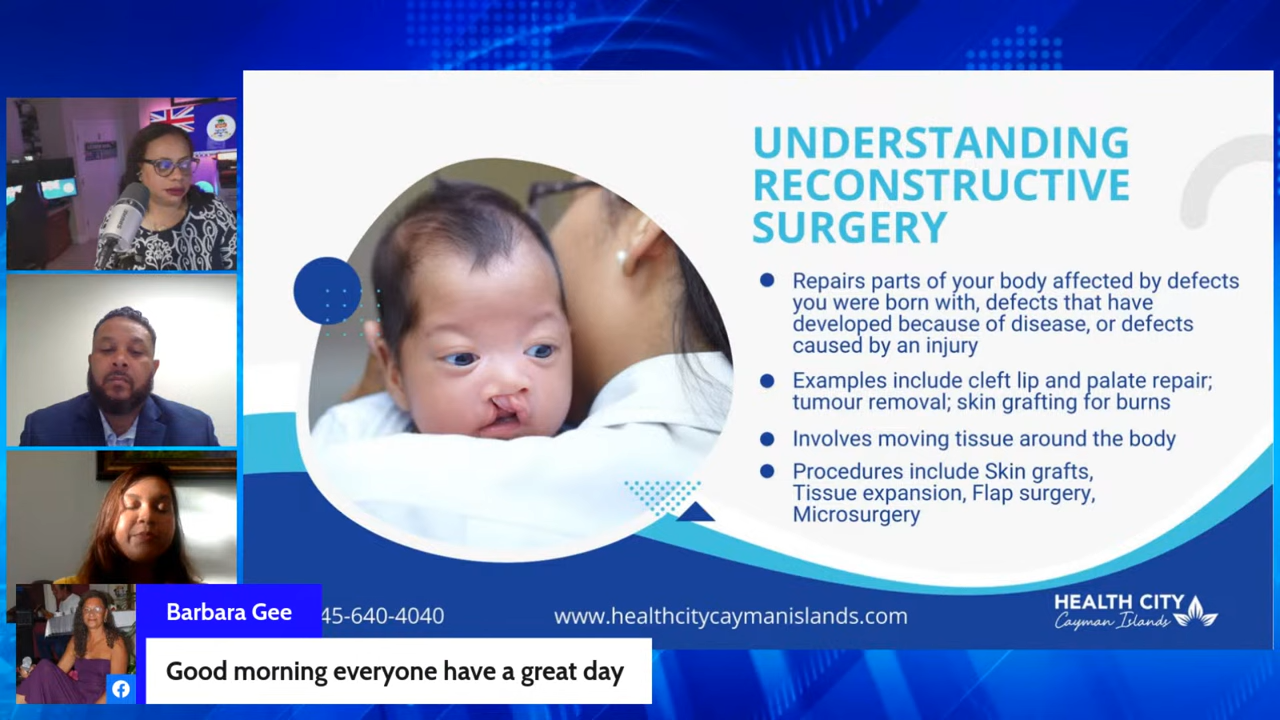 UNDERSTANDING
RECONSTRUCTIVE
SURGERY
Repairs parts of your body affected by defects
you were born with, defects that have
developed because of disease, or defects
caused by an injury
Examples include cleft lip and palate repair;
tumour removal; skin grafting for burns
Involves moving tissue around the body
Procedures include Skin grafts,
Tissue expansion, Flap surgery,
Microsurgery
45-640-4040
www.healthcitycaymanislands.com
HEALTH CITY
Cayman Islands
Barbara Gee
Good morning everyone have a great day